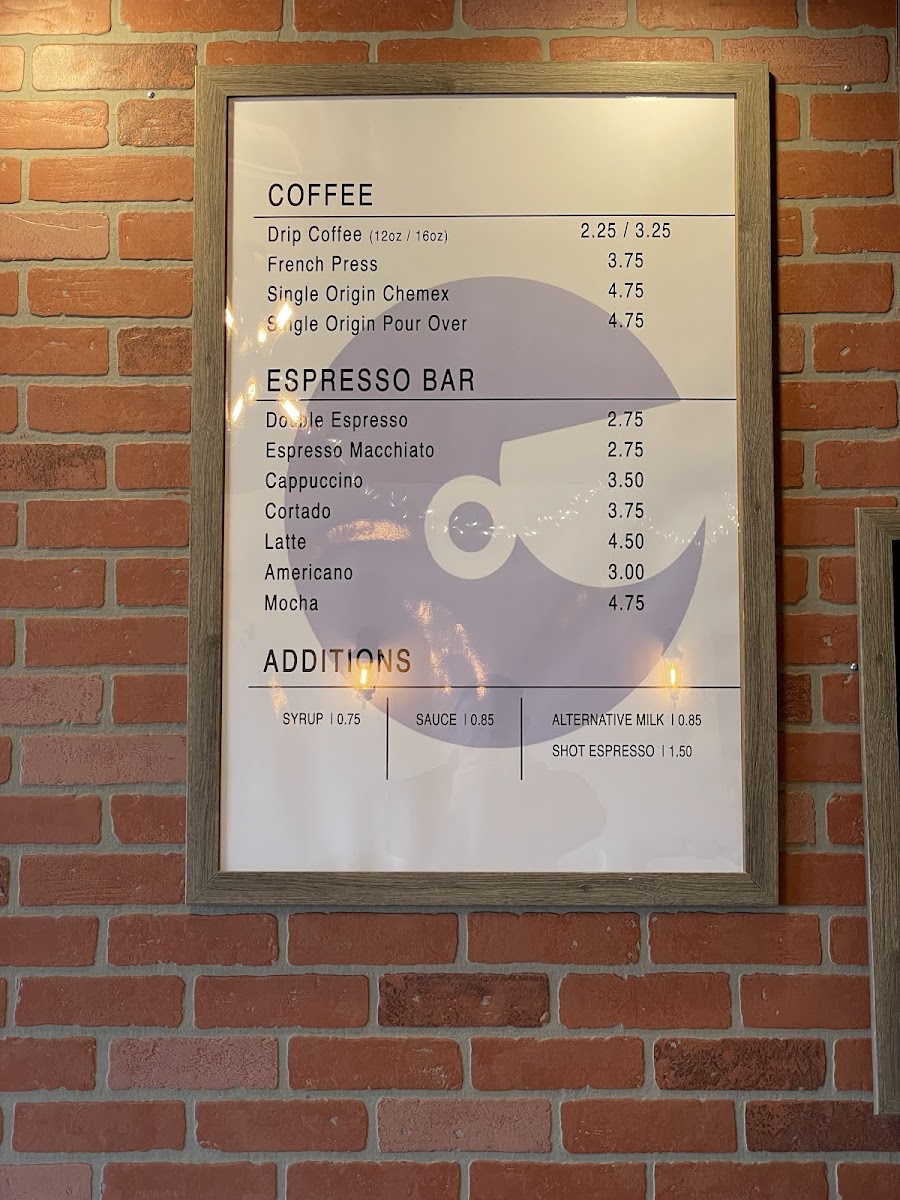 COFFEE
Drip Coffee (12oz / 16oz) 2.25 / 3.25
French Press 3.75
Single Origin Chemex 4.75
Single Origin Pour Over 4.75
ESPRESSO BAR
Double Espresso 2.75
Espresso Macchiato 2.75
Cappuccino 3.50
Cortado 3.75
Latte 4.50
Americano 3.00
Mocha 4.75
ADDITIONS
SYRUP | 0.75 SAUCE | 0.85 ALTERNATIVE MILK | 0.85
SHOT ESPRESSO | 1.50